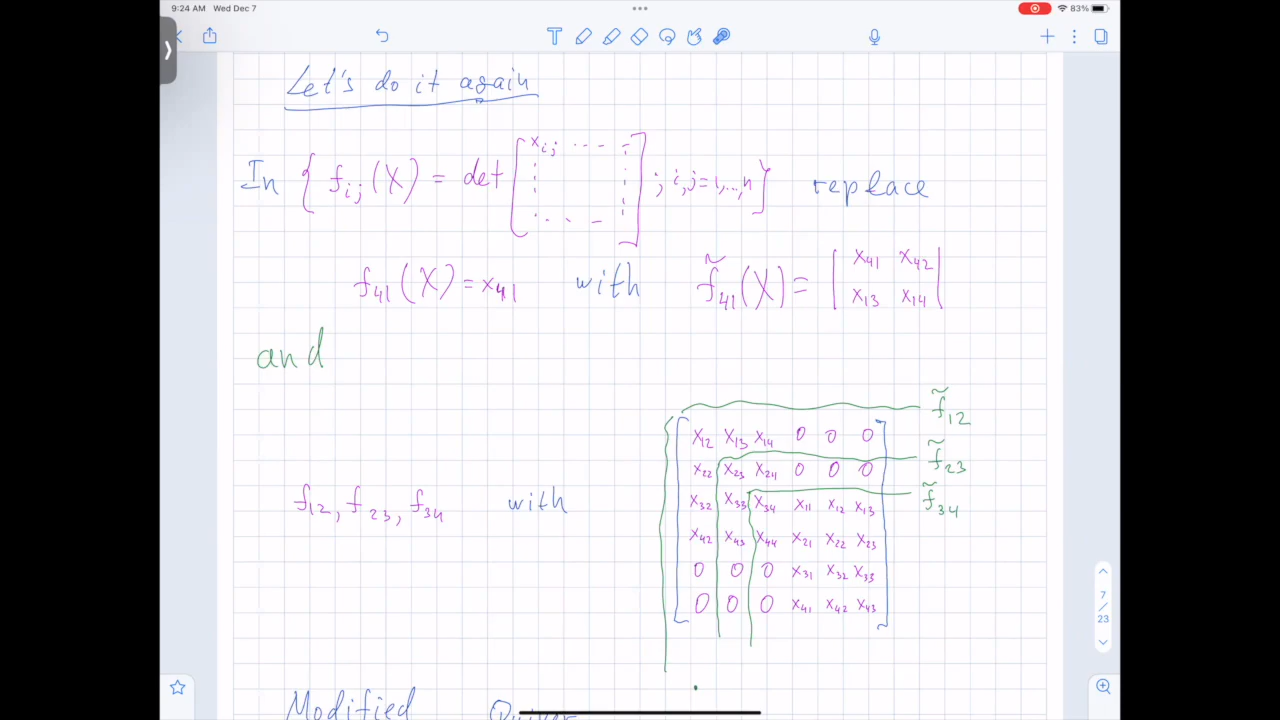 9:24 AM Wed Dec 7
83%
Let's do it again
In { f_ij (X) = det [ x_ij ... ] ; i,j=1,...,n } replace
f_41 (X) = x_41 with f̃_41 (X) = | x_41 x_42
x_13 x_14 |
and
f̃_12
x_12 x_13 x_14 0 0 0
f̃_23
x_22 x_23 x_24 0 0 0
f_12, f_23, f_34 with
x_32 x_33 x_34 x_11 x_12 x_13
f̃_34
x_42 x_43 x_44 x_21 x_22 x_23
0 0 0 x_31 x_32 x_33
0 0 0 x_41 x_42 x_43
7
/
23
Modified Quiver